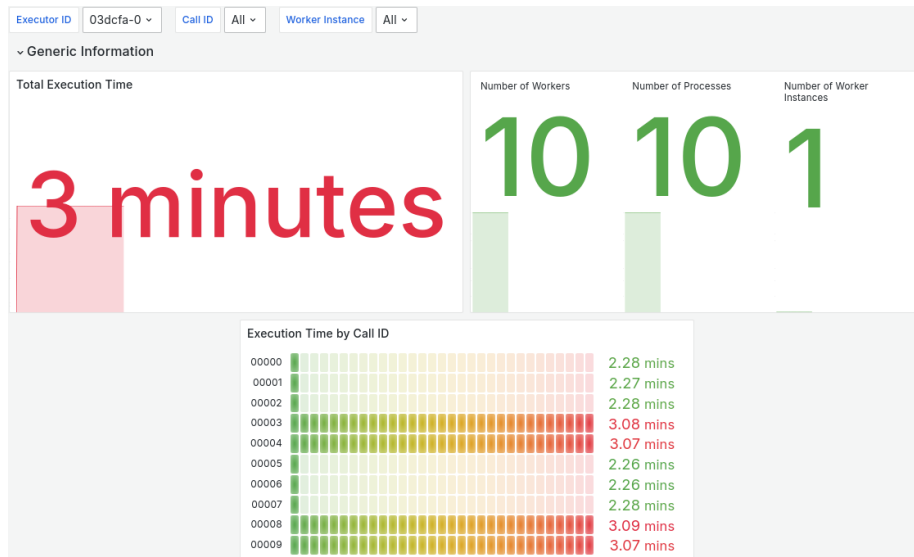 Executor ID 03dcfa-0 Call ID All Worker Instance All
Generic Information
Total Execution Time
3 minutes
Number of Workers
10
Number of Processes
10
Number of Worker
Instances
1
Execution Time by Call ID
00000 2.28 mins
00001 2.27 mins
00002 2.28 mins
00003 3.08 mins
00004 3.07 mins
00005 2.26 mins
00006 2.26 mins
00007 2.28 mins
00008 3.09 mins
00009 3.07 mins